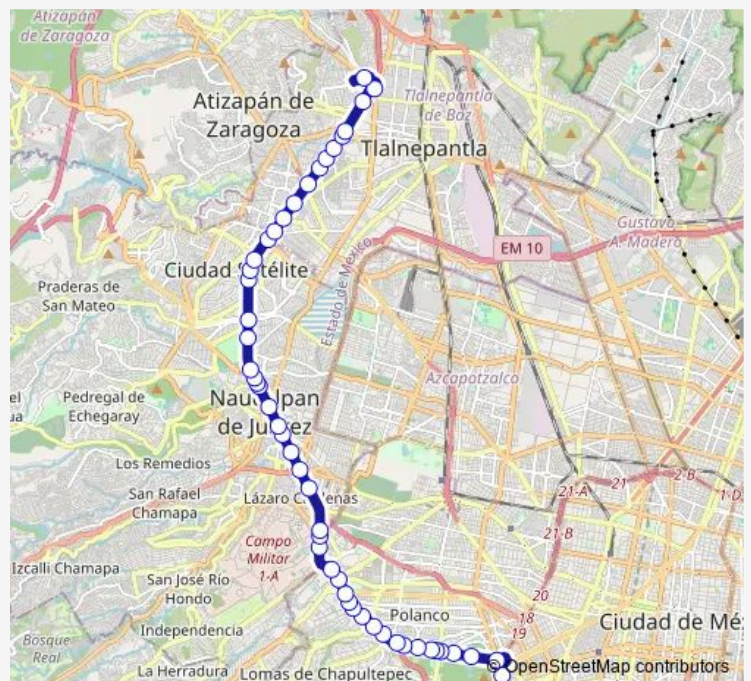 Atizapán
de Zaragoza
Atizapán de
Zaragoza
Tlalnepantla
de Baz
Tlalnepantla
Gustavo
A. Madero
EM 10
Estado de México
Ciudad
Praderas de
San Mateo
Azcapotzalco
Pedregal de
Echegaray
Los Remedios
San Rafael
Chamapa
Campo
Militar
1-A
Izcalli Chamapa
San José Río
Hondo
Polanco
Independencia
Bosque
Real
La Herradura
Lomas de Chapultepec
21-A
21
2-B
1-D
21-B
20
18
19
Ciudad de Mé
OpenStreetMap contributors